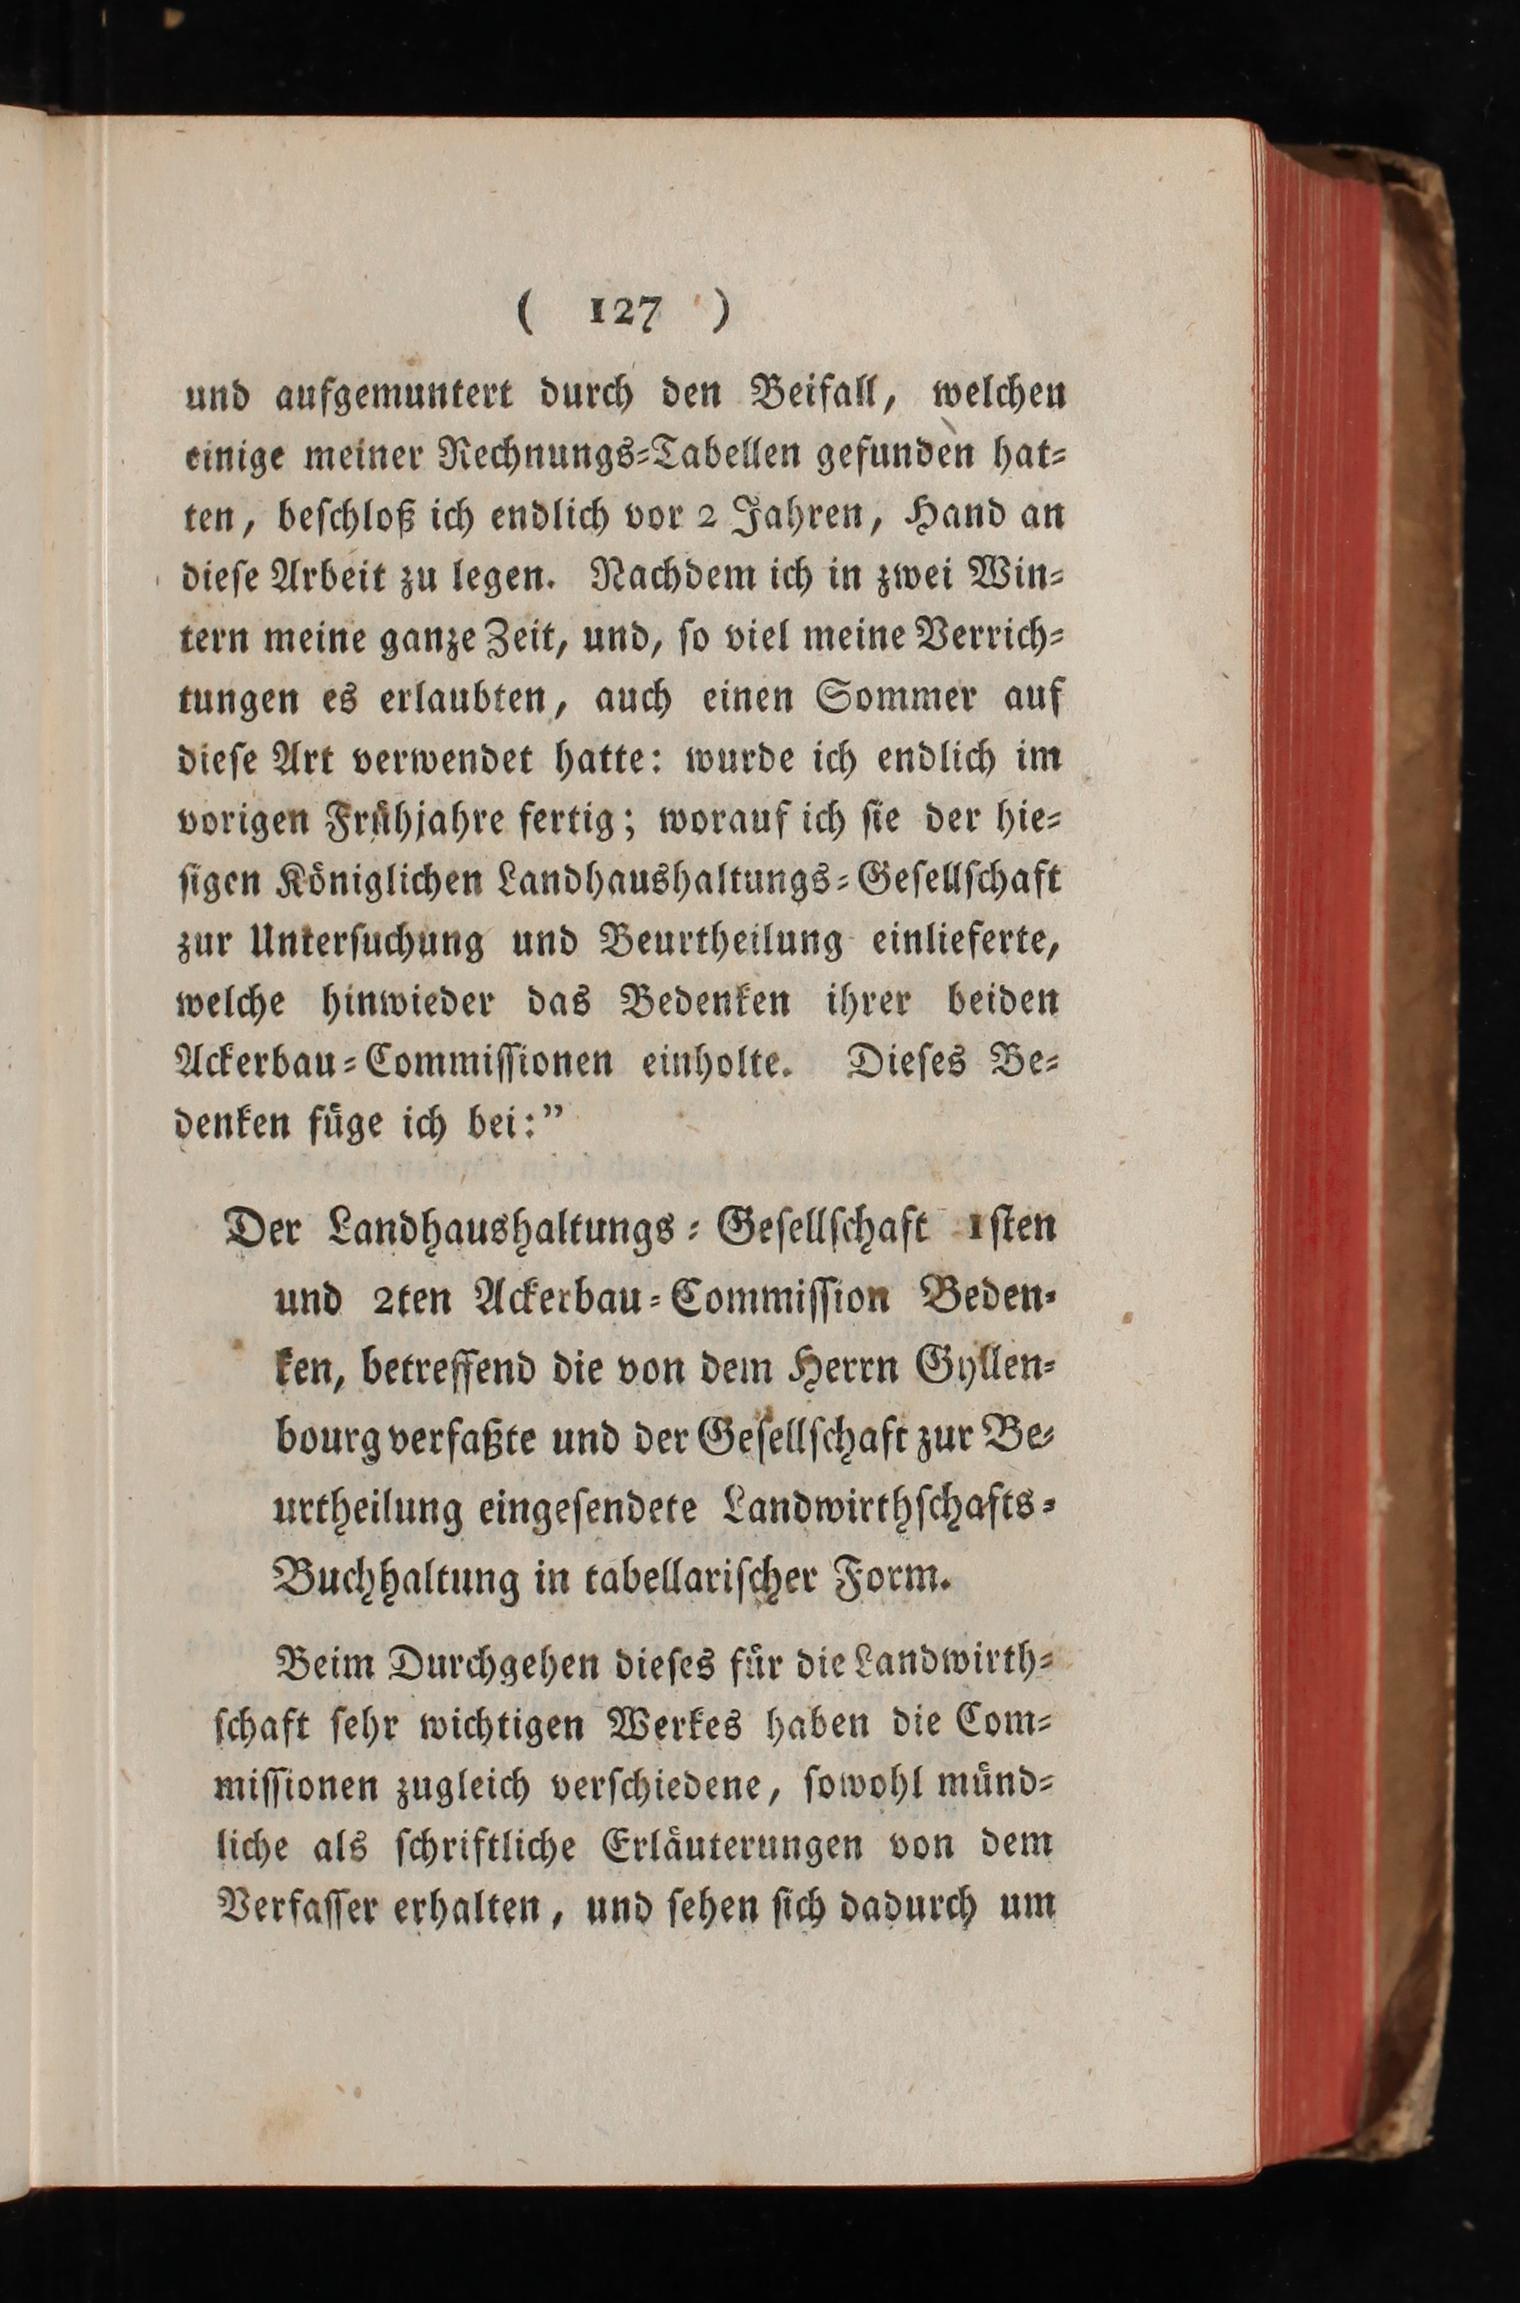 ( 127 )
und aufgemuntert durch den Beifall, welchen
einige meiner Rechnungs-Tabellen gefunden hat-
ten, beschloß ich endlich vor 2 Jahren, Hand an
diese Arbeit zu legen. Nachdem ich in zwei Win-
tern meine ganze Zeit, und, so viel meine Verrich-
tungen es erlaubten, auch einen Sommer auf
diese Art verwendet hatte: wurde ich endlich im
vorigen Frühjahre fertig; worauf ich sie der hie-
sigen Königlichen Landhaushaltungs-Gesellschaft
zur Untersuchung und Beurtheilung einlieferte,
welche hinwieder das Bedenken ihrer beiden
Ackerbau-Commissionen einholte. Dieses Be-
denken füge ich bei:”
Der Landhaushaltungs-Gesellschaft 1sten
und 2ten Ackerbau-Commission Beden-
ken, betreffend die von dem Herrn Gyllen-
bourg verfaßte und der Gesellschaft zur Be-
urtheilung eingesendete Landwirthschafts-
Buchhaltung in tabellarischer Form.
Beim Durchgehen dieses für die Landwirth-
schaft sehr wichtigen Werkes haben die Com-
missionen zugleich verschiedene, sowohl münd-
liche als schriftliche Erläuterungen von dem
Verfasser erhalten, und sehen sich dadurch um